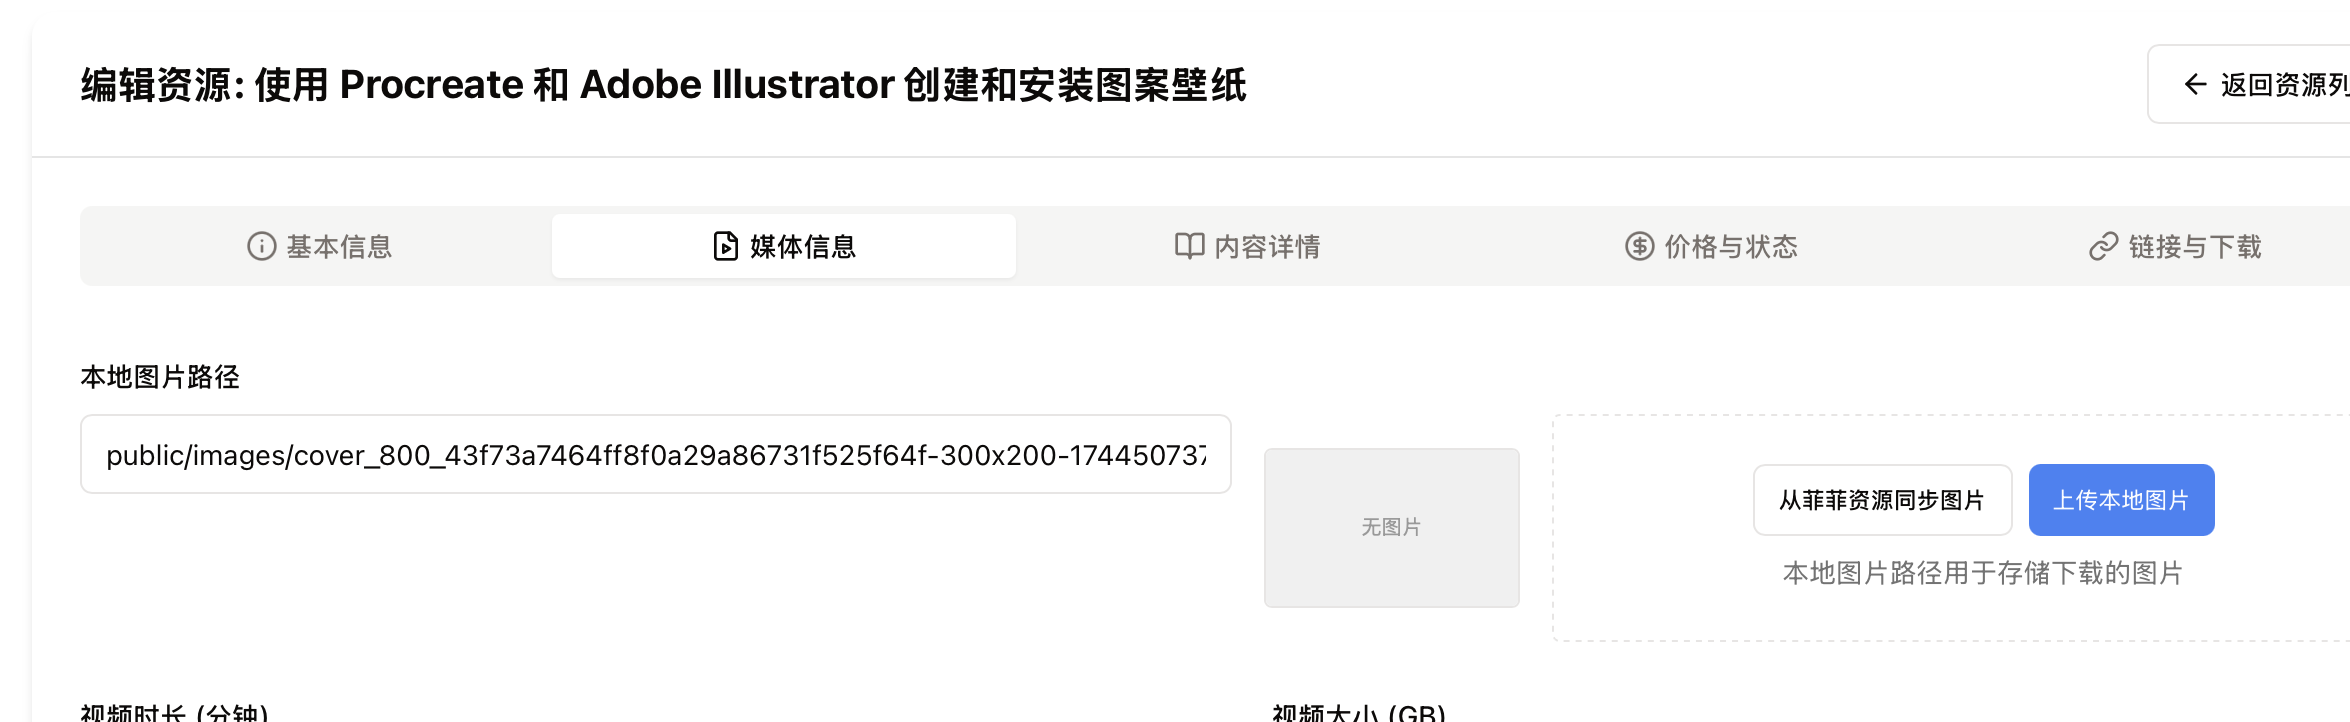 编辑资源: 使用 Procreate 和 Adobe Illustrator 创建和安装图案壁纸
返回资源列
基本信息
媒体信息
内容详情
价格与状态
链接与下载
本地图片路径
public/images/cover_800_43f73a7464ff8f0a29a86731f525f64f-300x200-174450737
无图片
从菲菲资源同步图片
上传本地图片
本地图片路径用于存储下载的图片
视频时长 (分钟)
视频大小 (GB)